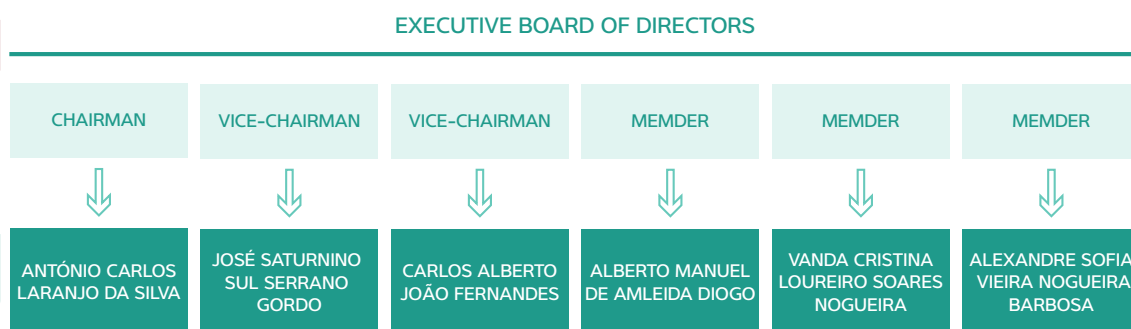 EXECUTIVE BOARD OF DIRECTORS
CHAIRMAN
VICE-CHAIRMAN
VICE-CHAIRMAN
MEMDER
MEMDER
MEMDER
ANTÓNIO CARLOS
LARANJO DA SILVA
JOSÉ SATURNINO
SUL SERRANO
GORDO
CARLOS ALBERTO
JOÃO FERNANDES
ALBERTO MANUEL
DE AMLEIDA DIOGO
VANDA CRISTINA
LOUREIRO SOARES
NOGUEIRA
ALEXANDRE SOFIA
VIEIRA NOGUEIRA
BARBOSA